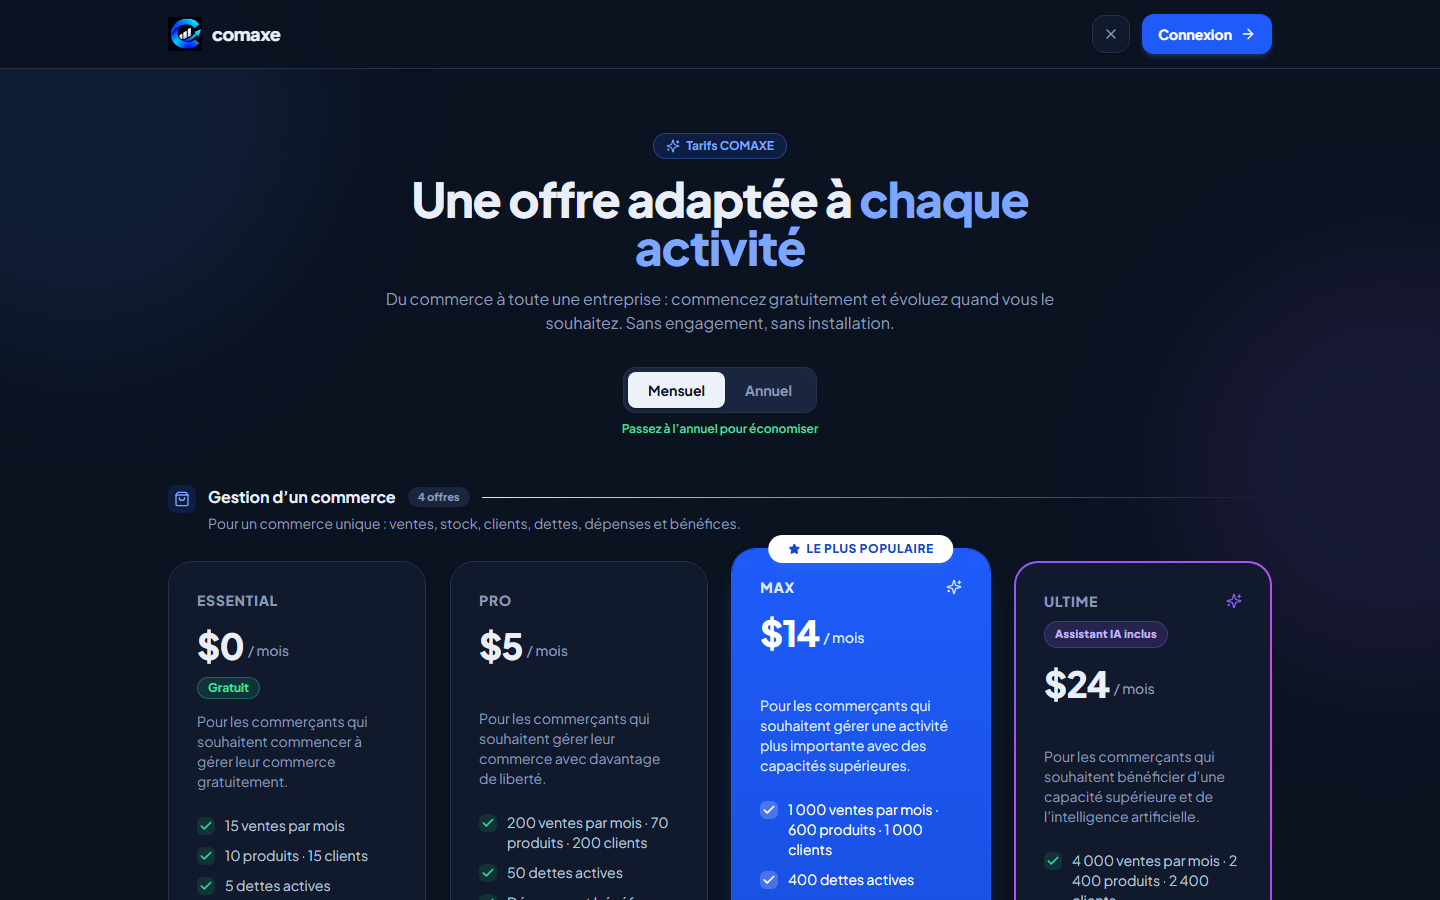 comaxe
Connexion
Tarifs COMAXE
Une offre adaptée à chaque
activité
Du commerce à toute une entreprise : commencez gratuitement et évoluez quand vous le
souhaitez. Sans engagement, sans installation.
Mensuel
Annuel
Passez à l’annuel pour économiser
Gestion d’un commerce
4 offres
Pour un commerce unique : ventes, stock, clients, dettes, dépenses et bénéfices.
ESSENTIAL
$0 / mois
Gratuit
Pour les commerçants qui
souhaitent commencer à
gérer leur commerce
gratuitement.
15 ventes par mois
10 produits · 15 clients
5 dettes actives
PRO
$5 / mois
Pour les commerçants qui
souhaitent gérer leur
commerce avec davantage
de liberté.
200 ventes par mois · 70
produits · 200 clients
50 dettes actives
LE PLUS POPULAIRE
MAX
$14 / mois
Pour les commerçants qui
souhaitent gérer une activité
plus importante avec des
capacités supérieures.
1 000 ventes par mois ·
600 produits · 1 000
clients
400 dettes actives
ULTIME
Assistant IA inclus
$24 / mois
Pour les commerçants qui
souhaitent bénéficier d’une
capacité supérieure et de
l’intelligence artificielle.
4 000 ventes par mois · 2
400 produits · 2 400
clients